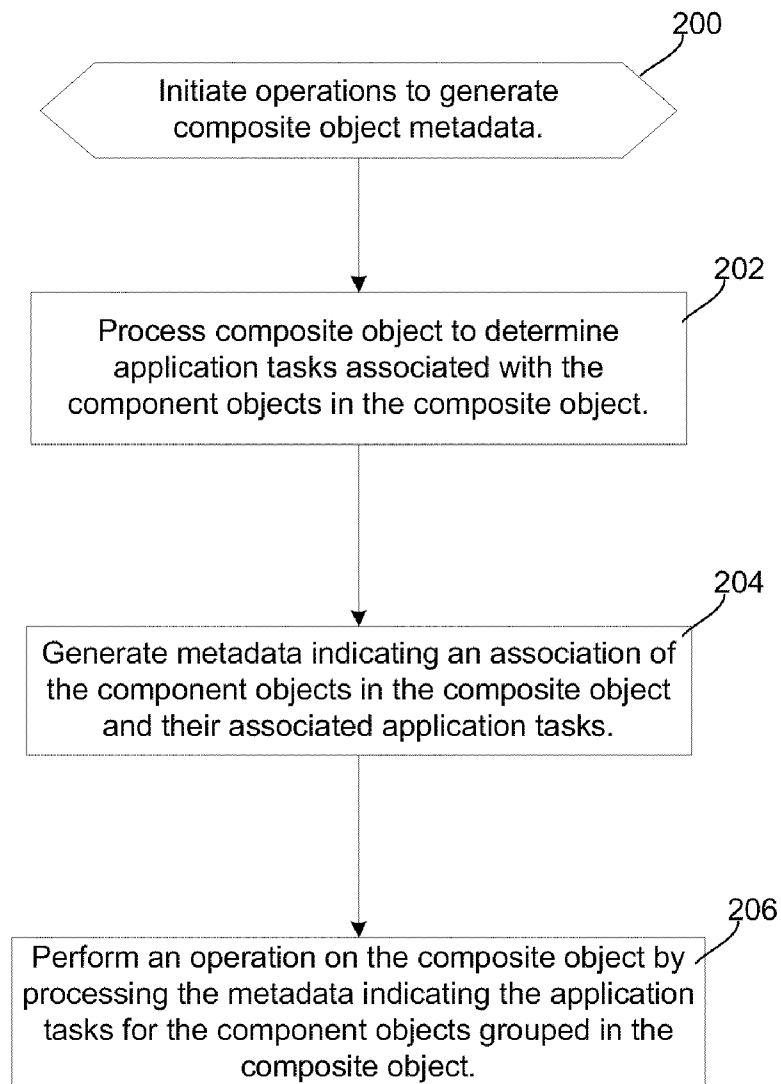 200
Initiate operations to generate
composite object metadata.
202
Process composite object to determine
application tasks associated with the
component objects in the composite object.
204
Generate metadata indicating an association of
the component objects in the composite object
and their associated application tasks.
206
Perform an operation on the composite object by
processing the metadata indicating the application
tasks for the component objects grouped in the
composite object.